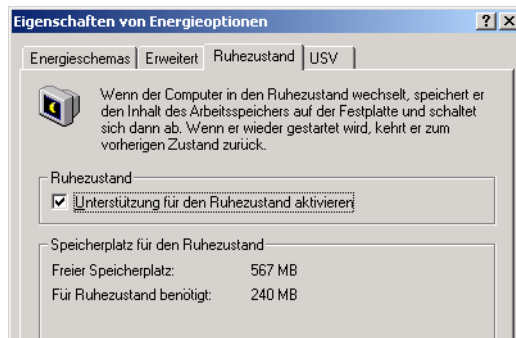 Eigenschaften von Energieoptionen
Energieschemas Erweitert Ruhezustand USV
Wenn der Computer in den Ruhezustand wechselt, speichert er
den Inhalt des Arbeitsspeichers auf der Festplatte und schaltet
sich dann ab. Wenn er wieder gestartet wird, kehrt er zum
vorherigen Zustand zurück.
Ruhezustand
Unterstützung für den Ruhezustand aktivieren
Speicherplatz für den Ruhezustand
Freier Speicherplatz: 567 MB
Für Ruhezustand benötigt: 240 MB